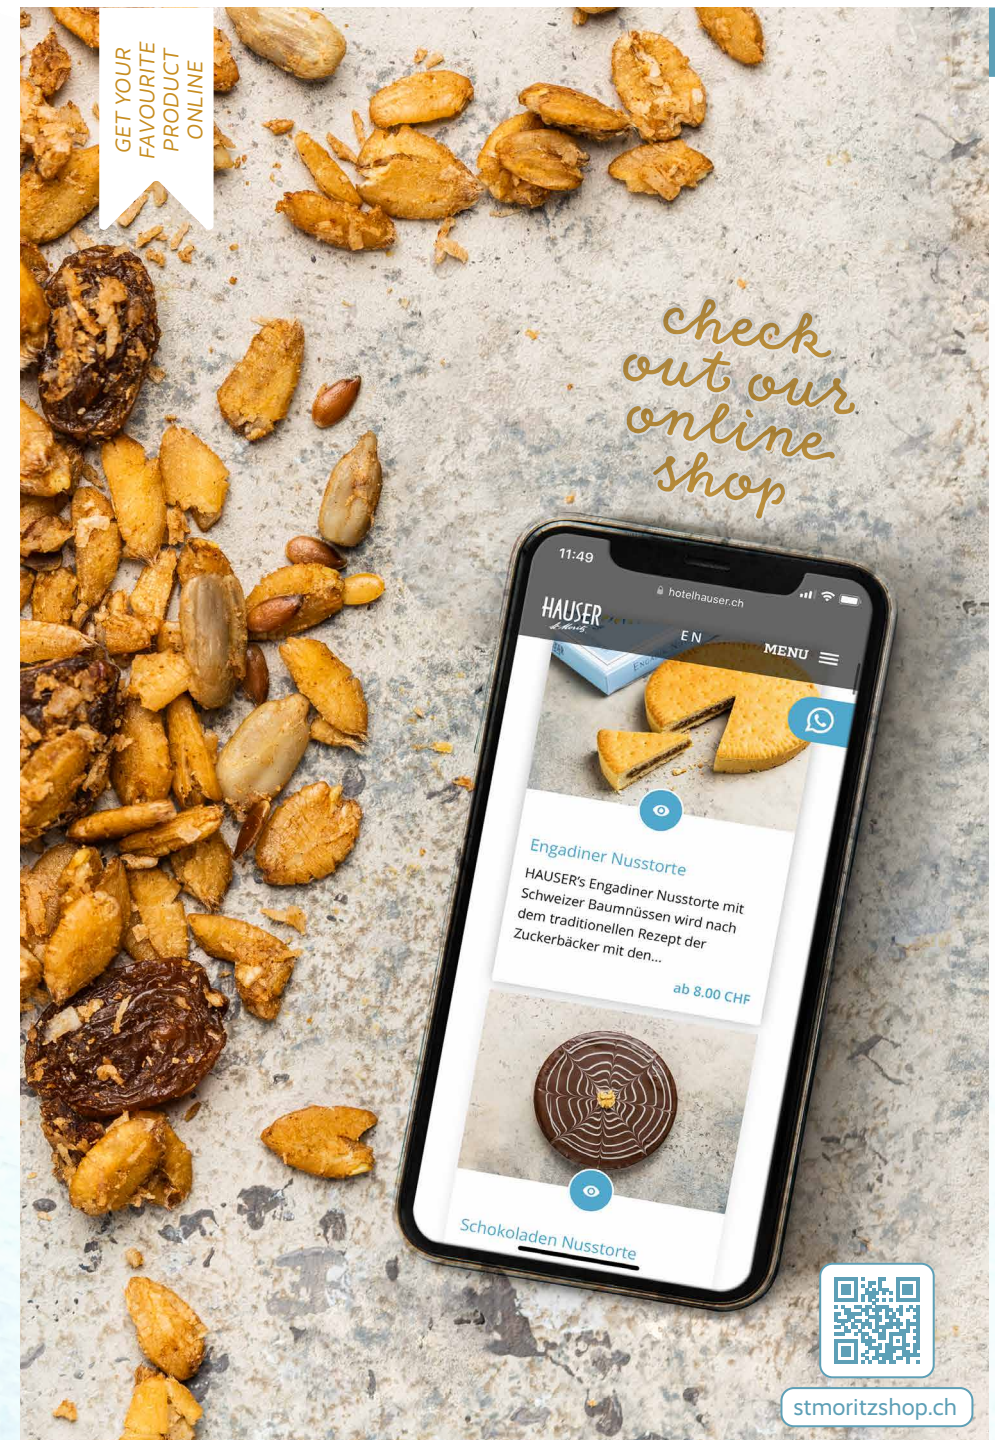 GET YOUR
FAVOURITE
PRODUCT
ONLINE
check
out our
online
shop
11:49
hotelhauser.ch
HAUSER
St. Moritz
EN
MENU
Engadiner Nusstorte
HAUSER's Engadiner Nusstorte mit
Schweizer Baumnüssen wird nach
dem traditionellen Rezept der
Zuckerbäcker mit den...
ab 8.00 CHF
Schokoladen Nusstorte
stmoritzshop.ch